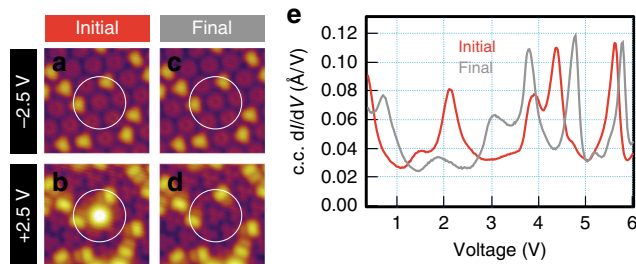 Initial
Final
−2.5 V
+2.5 V
a
c
b
d
e
Initial
Final
c.c. dI/dV (Å/V)
0.12
0.10
0.08
0.06
0.04
0.02
0.00
1 2 3 4 5 6
Voltage (V)